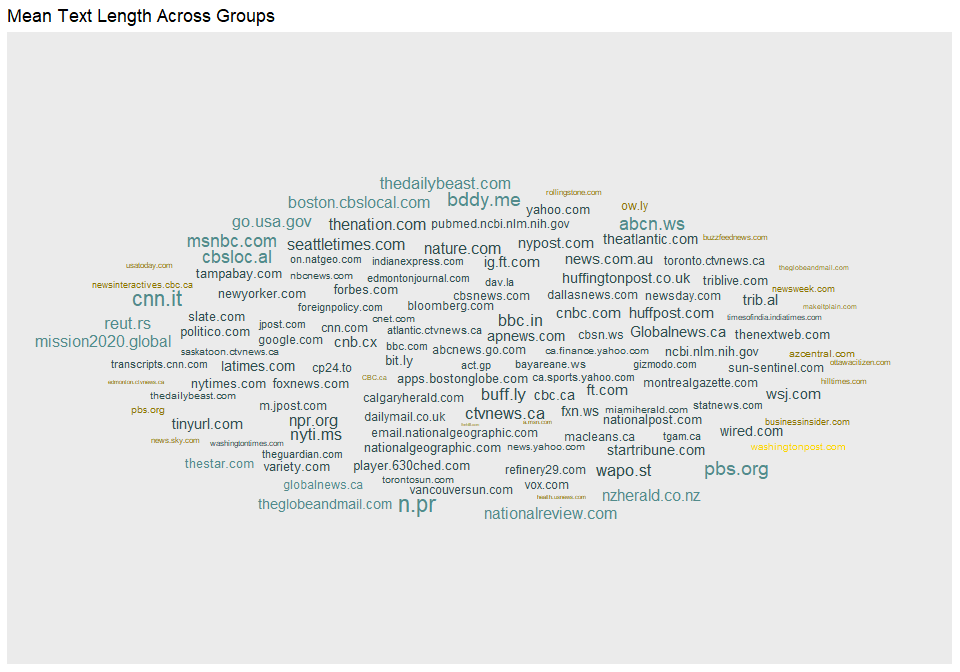 Mean Text Length Across Groups
thedailybeast.com
rollingstone.com
boston.cbslocal.com
bddy.me
yahoo.com
ow.ly
go.usa.gov
thenation.com
pubmed.ncbi.nlm.nih.gov
abcn.ws
msnbc.com
seattletimes.com
nature.com
nypost.com
theatlantic.com
buzzfeednews.com
cbsloc.al
on.natgeo.com
indianexpress.com
ig.ft.com
news.com.au
toronto.ctvnews.ca
usatoday.com
tampabay.com
nbcnews.com
edmontonjournal.com
dav.la
huffingtonpost.co.uk
triblive.com
theglobeandmail.com
newsinteractives.cbc.ca
cnn.it
newyorker.com
forbes.com
cbsnews.com
dallasnews.com
newsday.com
trib.al
newsweek.com
foreignpolicy.com
bloomberg.com
makeitplain.com
reut.rs
slate.com
jpost.com
cnn.com
cnet.com
atlantic.ctvnews.ca
bbc.in
cnbc.com
huffpost.com
timesofindia.indiatimes.com
mission2020.global
politico.com
google.com
cnb.cx
bbc.com
abcnews.go.com
apnews.com
cbsn.ws
Globalnews.ca
thenextweb.com
saskatoon.ctvnews.ca
ca.finance.yahoo.com
ncbi.nlm.nih.gov
azcentral.com
transcripts.cnn.com
latimes.com
cp24.to
bit.ly
act.gp
bayareane.ws
gizmodo.com
sun-sentinel.com
ottawacitizen.com
edmonton.ctvnews.ca
nytimes.com
foxnews.com
CBC.ca
apps.bostonglobe.com
ca.sports.yahoo.com
montrealgazette.com
hilltimes.com
thedailybeast.com
calgaryherald.com
buff.ly
cbc.ca
ft.com
wsj.com
pbs.org
m.jpost.com
dailymail.co.uk
ctvnews.ca
fxn.ws
miamiherald.com
statnews.com
tinyurl.com
npr.org
a.msn.com
nationalpost.com
businessinsider.com
news.sky.com
washingtontimes.com
nyti.ms
email.nationalgeographic.com
macleans.ca
tgam.ca
wired.com
washingtonpost.com
theguardian.com
nationalgeographic.com
news.yahoo.com
startribune.com
thestar.com
variety.com
player.630ched.com
refinery29.com
wapo.st
pbs.org
globalnews.ca
torontosun.com
vancouversun.com
vox.com
health.usnews.com
nzherald.co.nz
theglobeandmail.com
n.pr
nationalreview.com